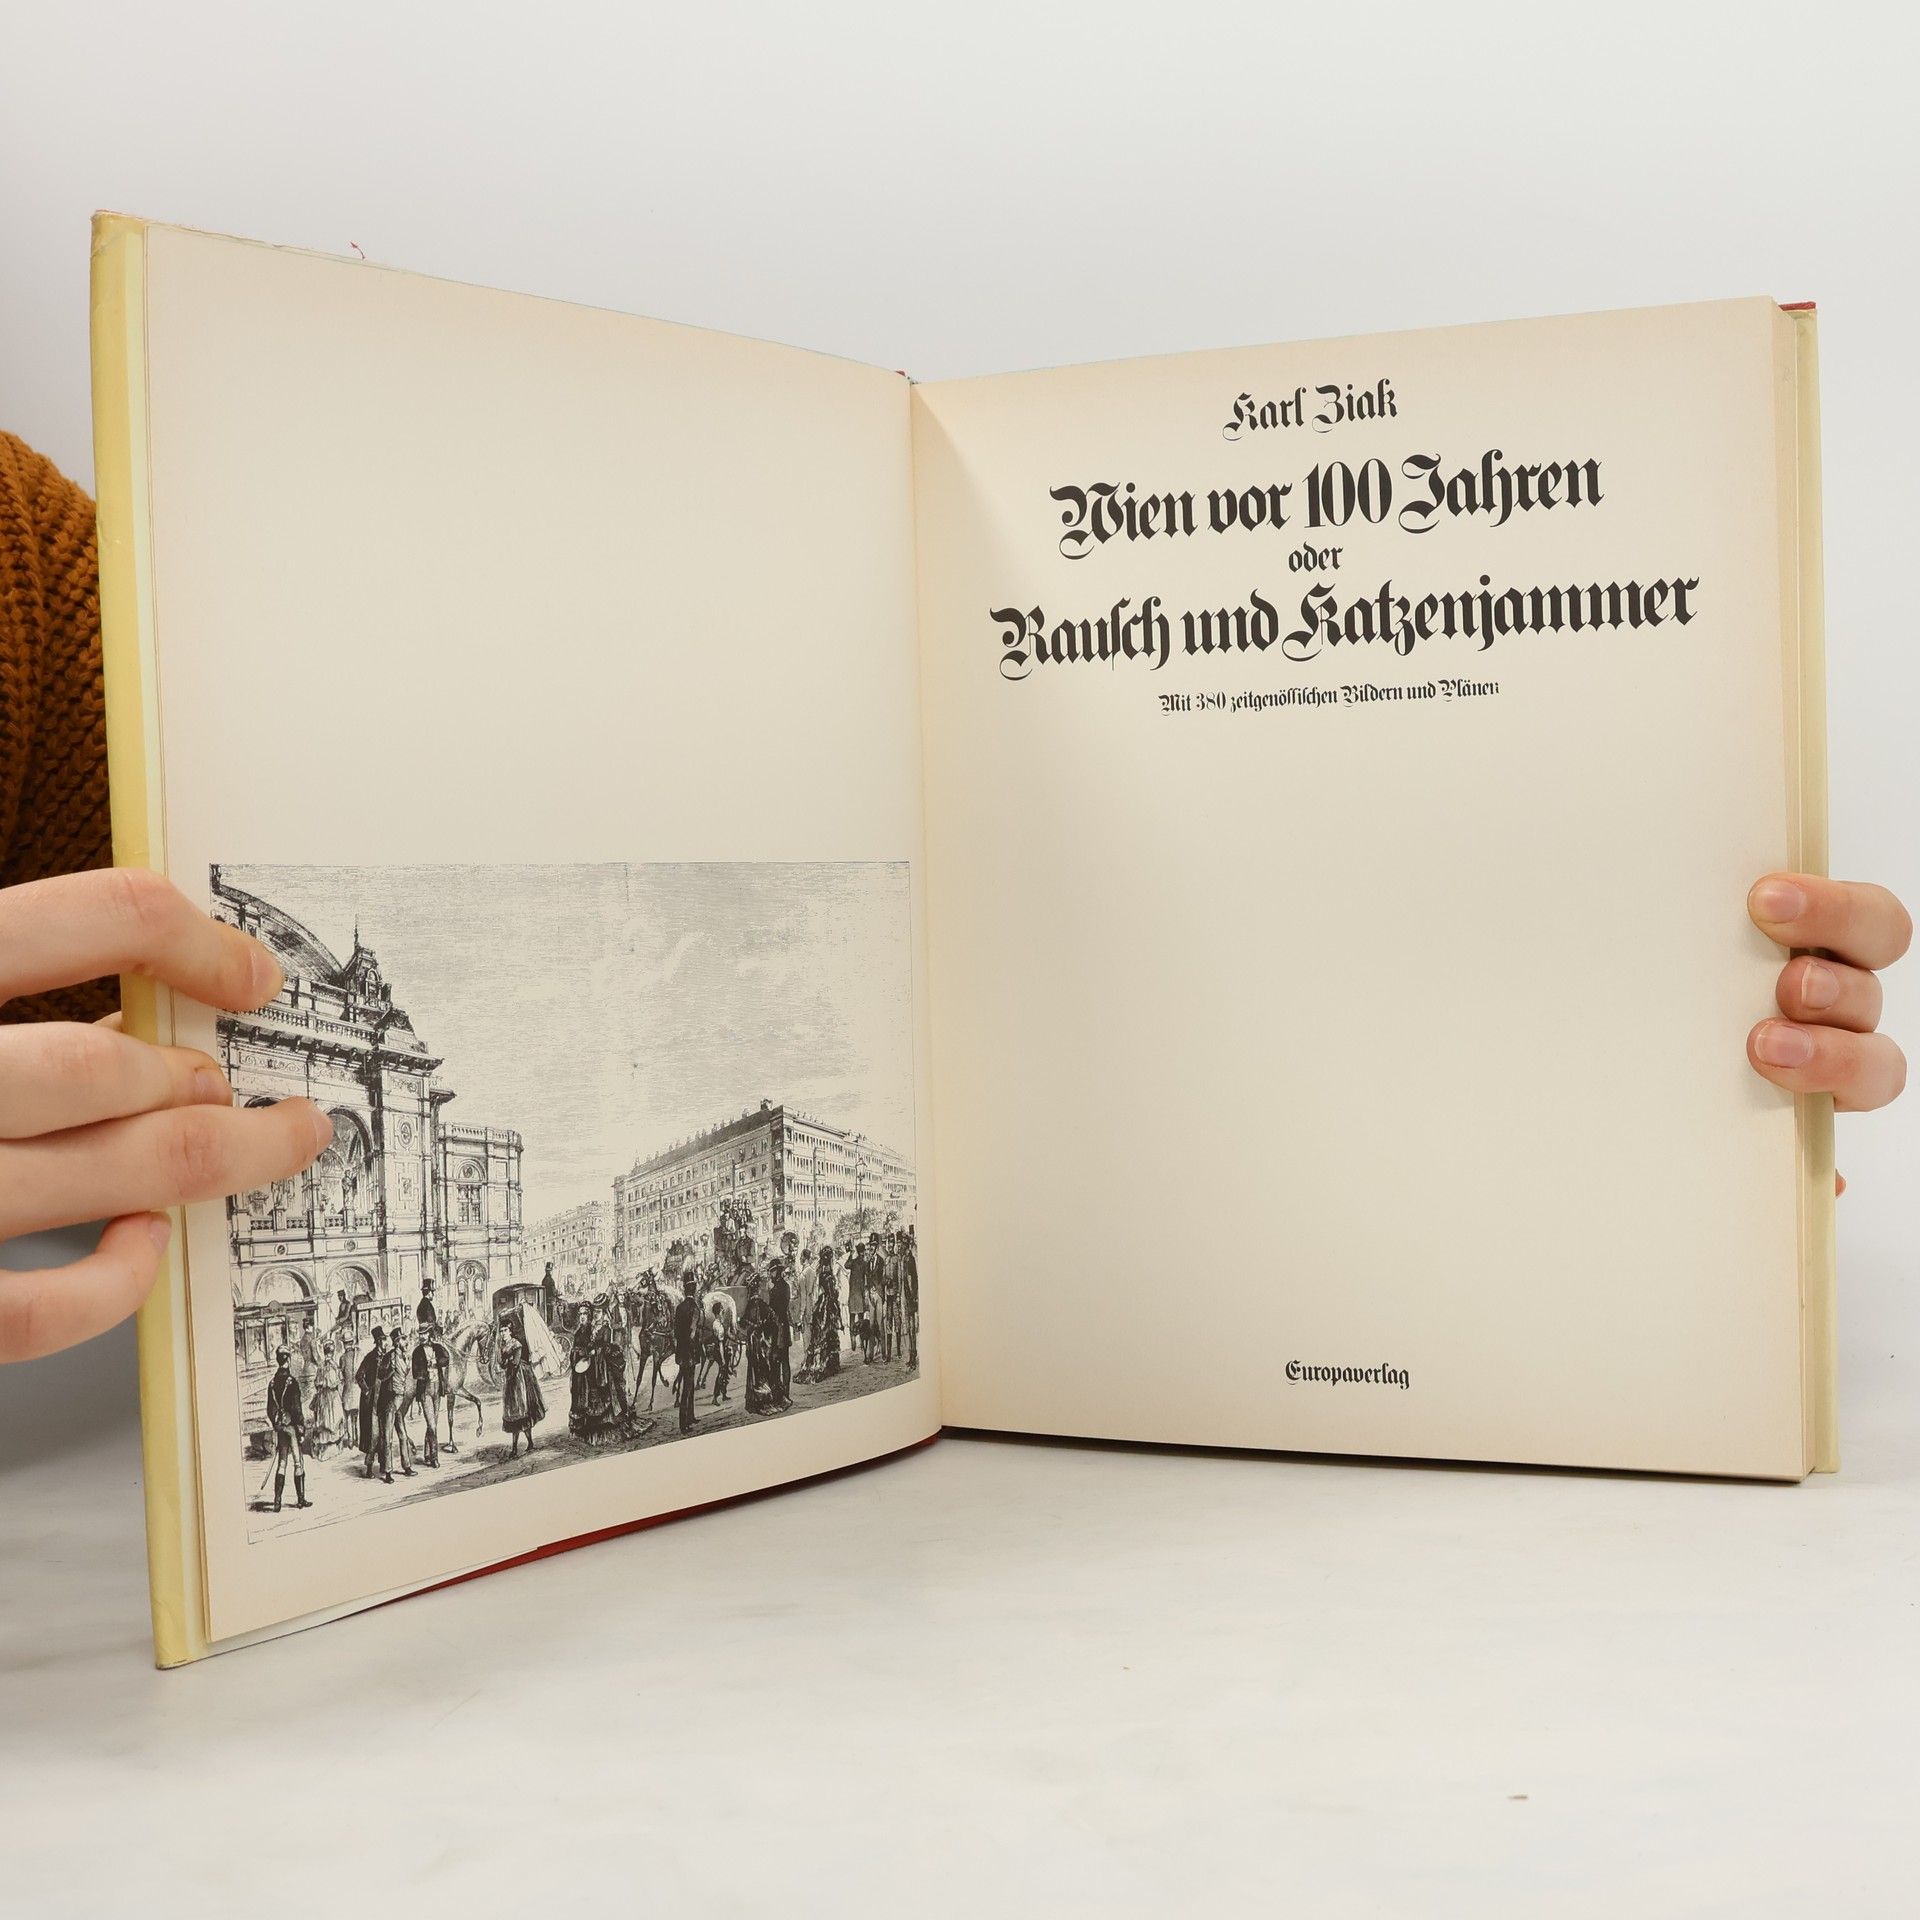 Karl Ziak
Wien vor 100 Jahren
oder
Rausch und Katzenjammer
Mit 380 zeitgenössischen Bildern und Plänen
Europaverlag